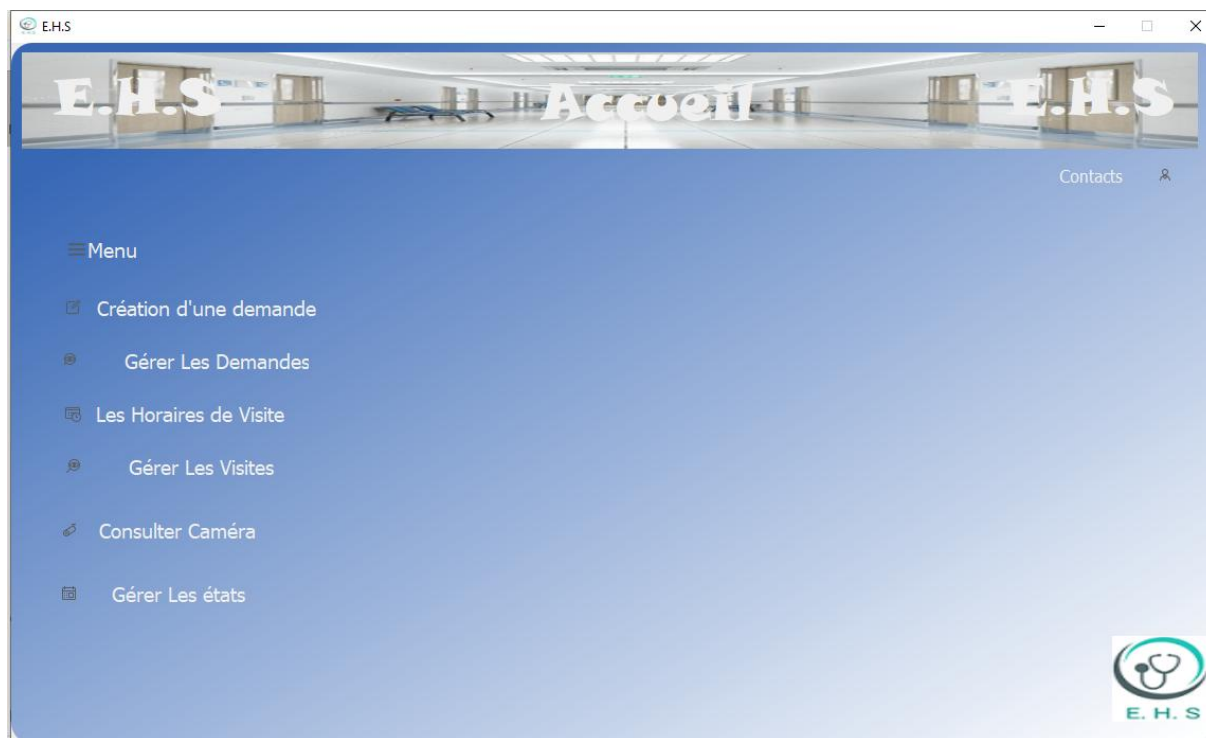 E.H.S
E.H.S Accueil E.H.S
Contacts
Menu
Création d'une demande
Gérer Les Demandes
Les Horaires de Visite
Gérer Les Visites
Consulter Caméra
Gérer Les états
E. H. S